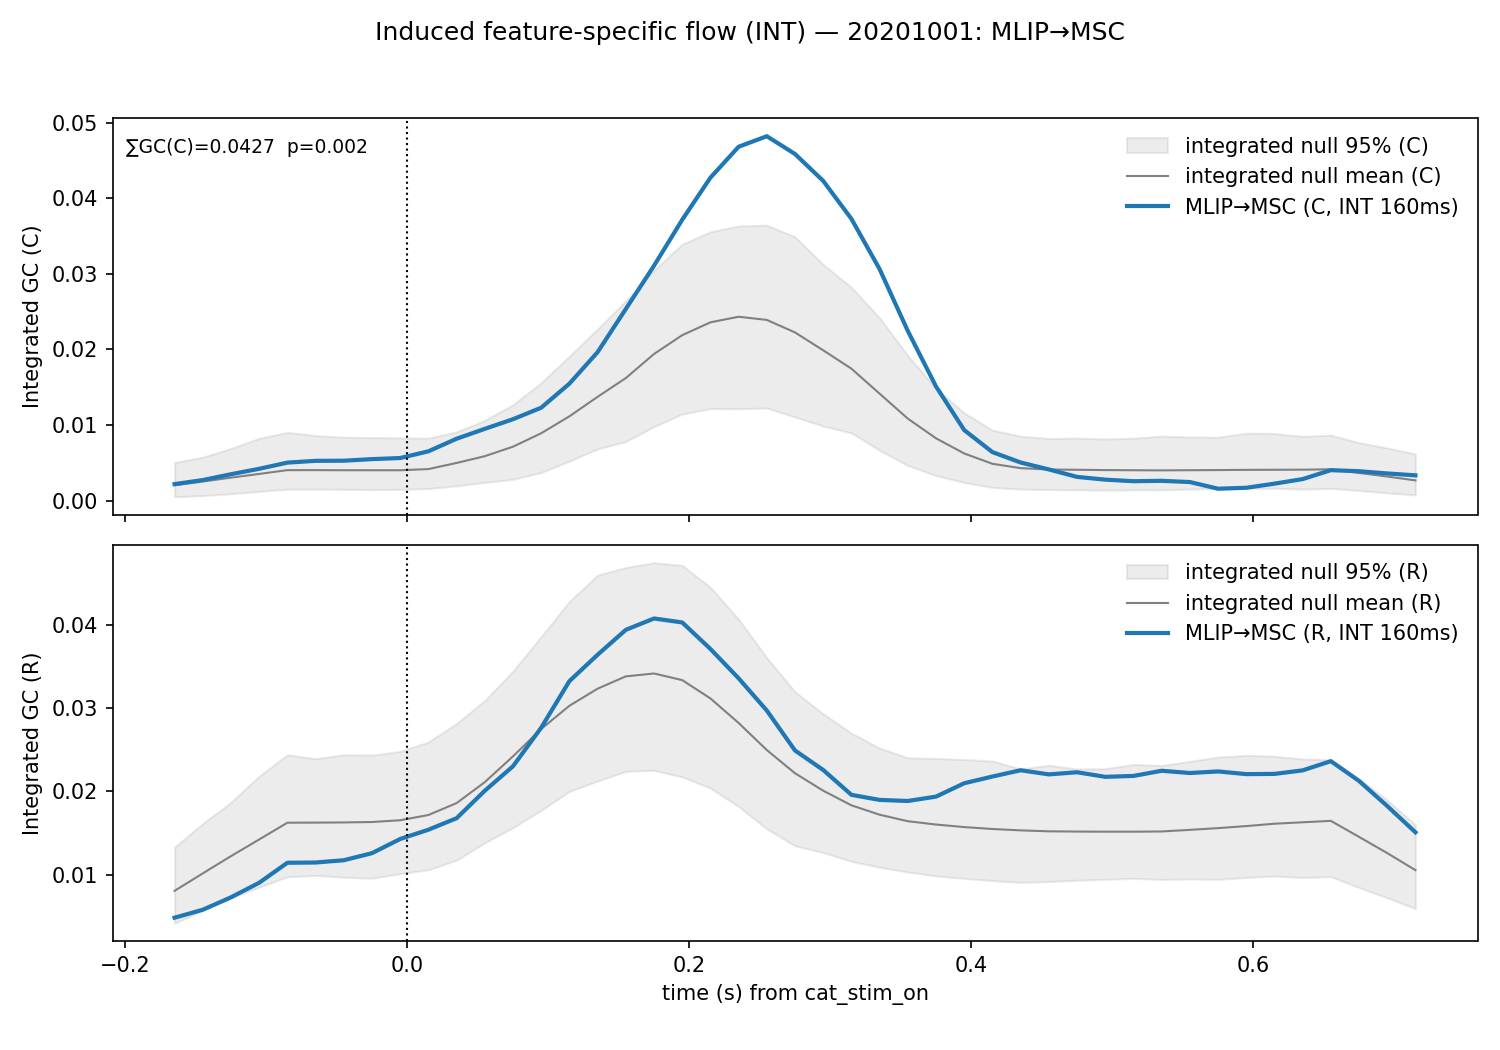 Induced feature-specific flow (INT) — 20201001: MLIP→MSC
0.05
0.04
0.03
0.02
0.01
0.00
Integrated GC (C)
∑GC(C)=0.0427 p=0.002
integrated null 95% (C)
integrated null mean (C)
MLIP→MSC (C, INT 160ms)
0.04
0.03
0.02
0.01
Integrated GC (R)
integrated null 95% (R)
integrated null mean (R)
MLIP→MSC (R, INT 160ms)
−0.2 0.0 0.2 0.4 0.6
time (s) from cat_stim_on